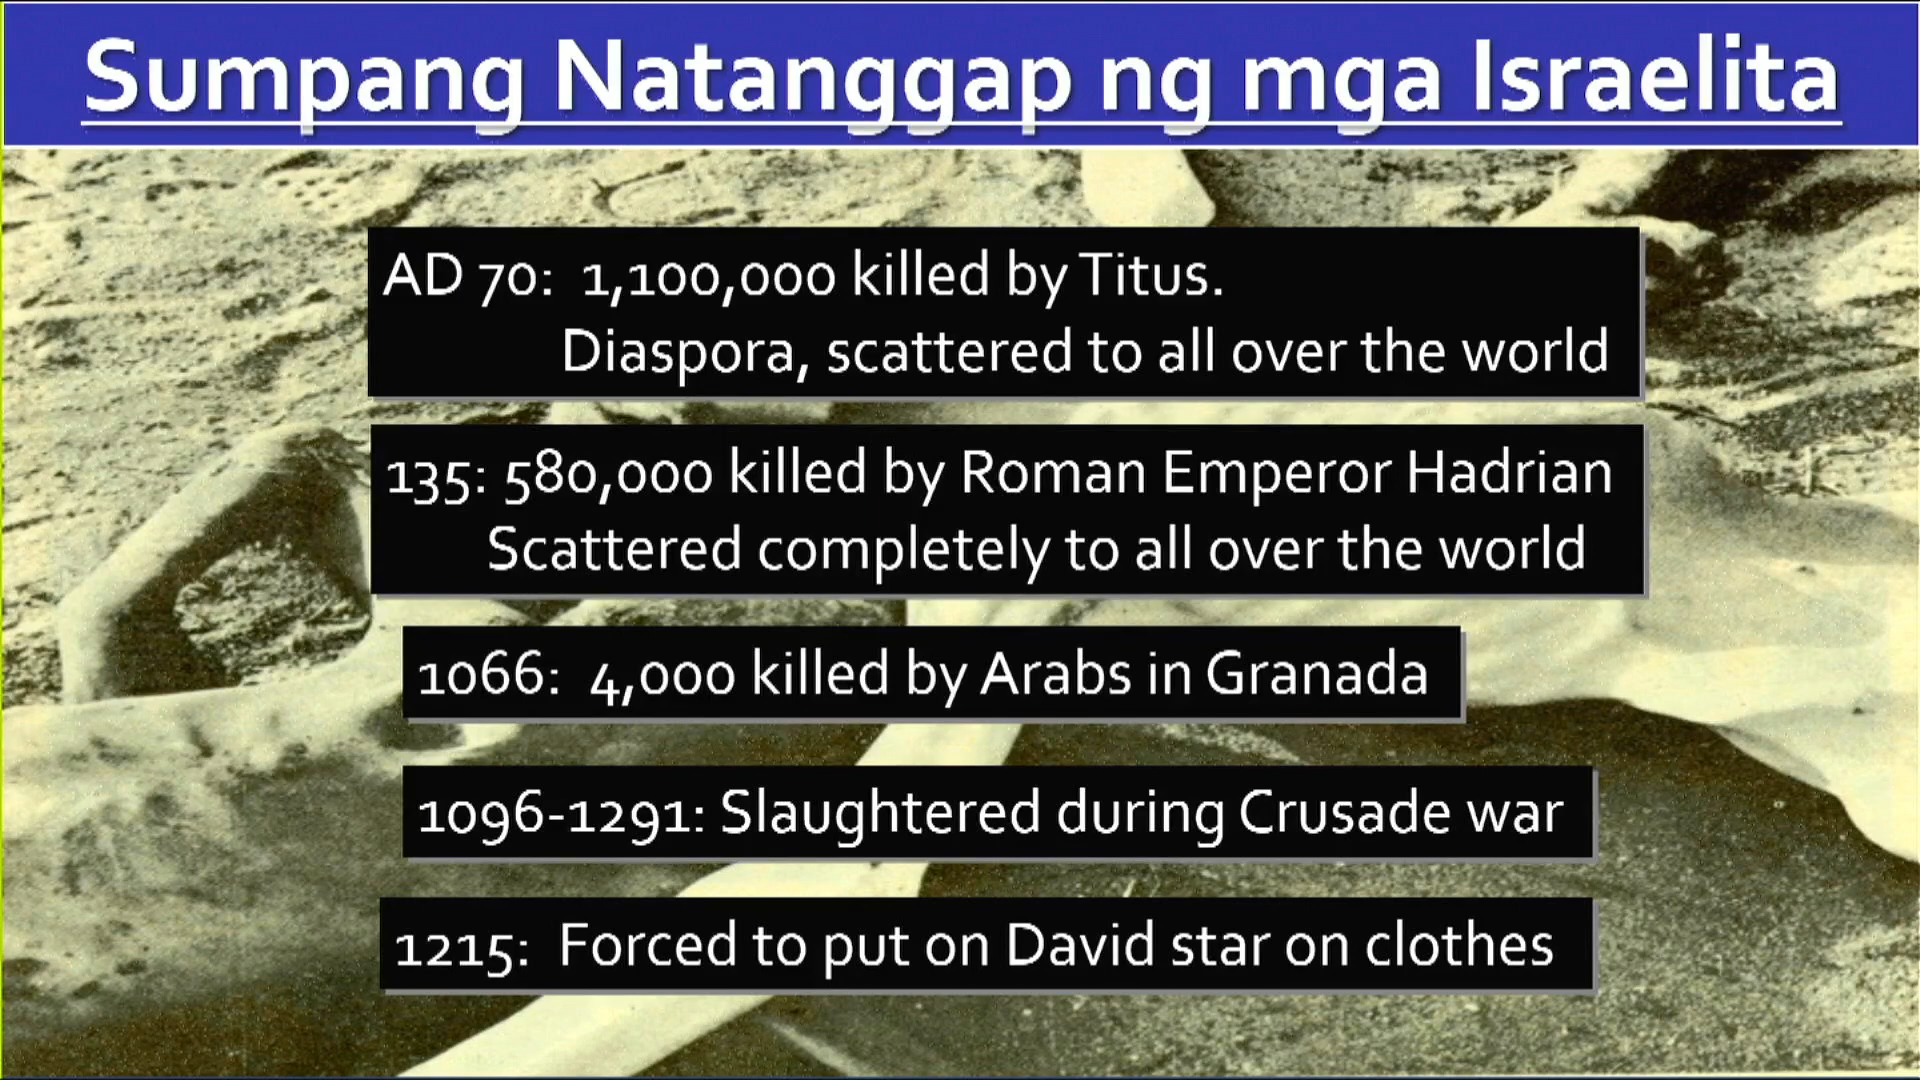 Sumpang Natanggap ng mga Israelita
AD 70: 1,100,000 killed by Titus.
Diaspora, scattered to all over the world
135: 580,000 killed by Roman Emperor Hadrian
Scattered completely to all over the world
1066: 4,000 killed by Arabs in Granada
1096-1291: Slaughtered during Crusade war
1215: Forced to put on David star on clothes